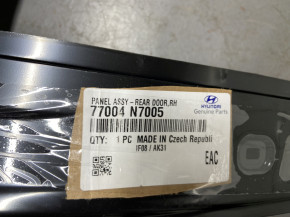 PANEL ASSY-REAR DOOR,RH
77004 N7005
HYUNDAI
Genuine Parts
QTY: 1 PC MADE IN Czech Republi
IF08 / AK31
EAC